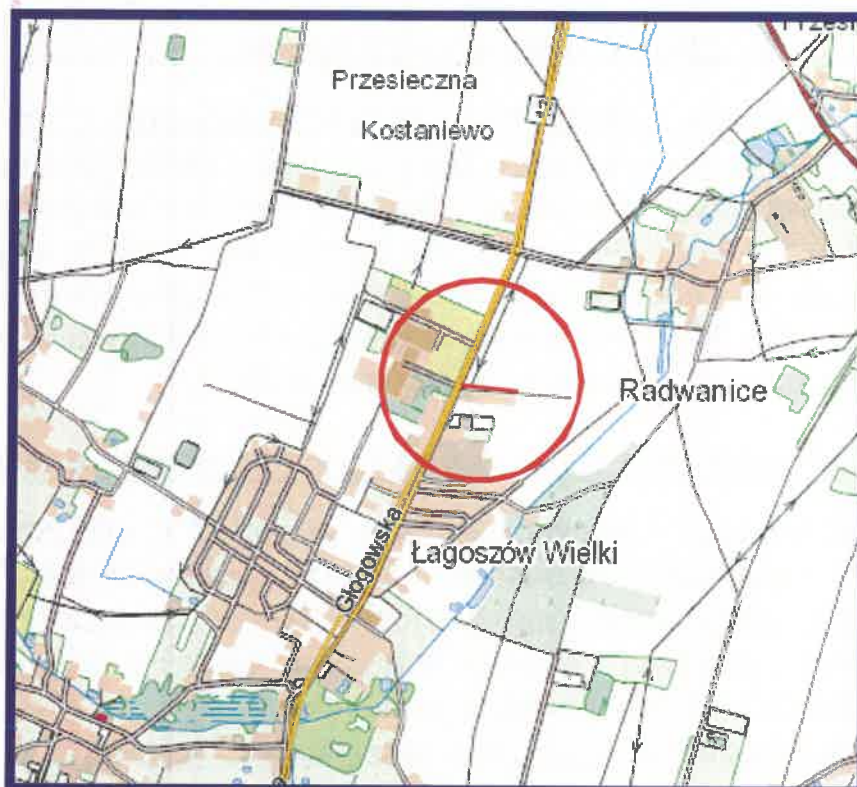 Przesieczna
Kostaniewo
Radwanice
Łagoszów Wielki
Głogowska